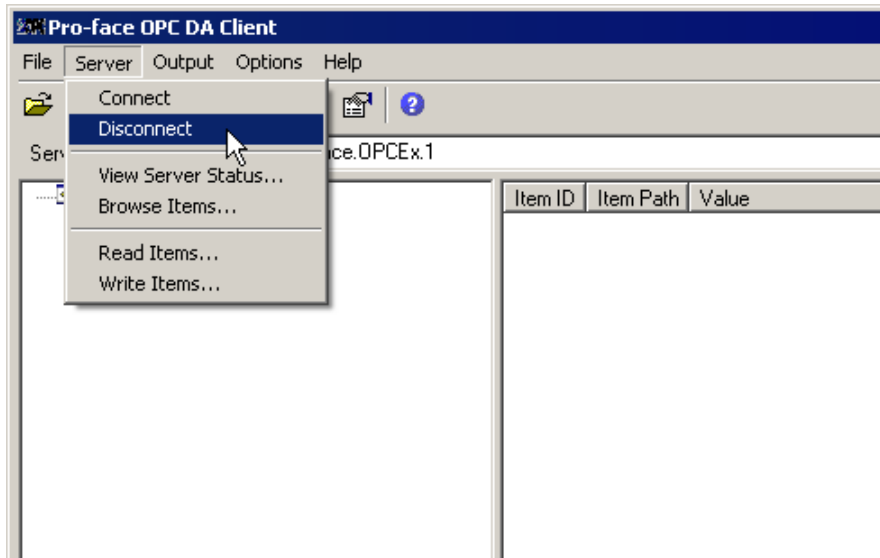 Pro-face OPC DA Client
File Server Output Options Help
Connect
Disconnect
ice.OPCEx.1
View Server Status...
Browse Items...
Item ID Item Path Value
Read Items...
Write Items...